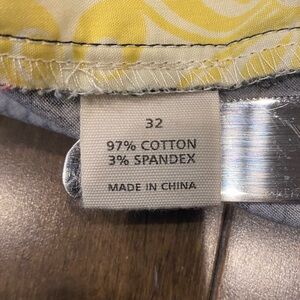 32
97% COTTON
3% SPANDEX
MADE IN CHINA